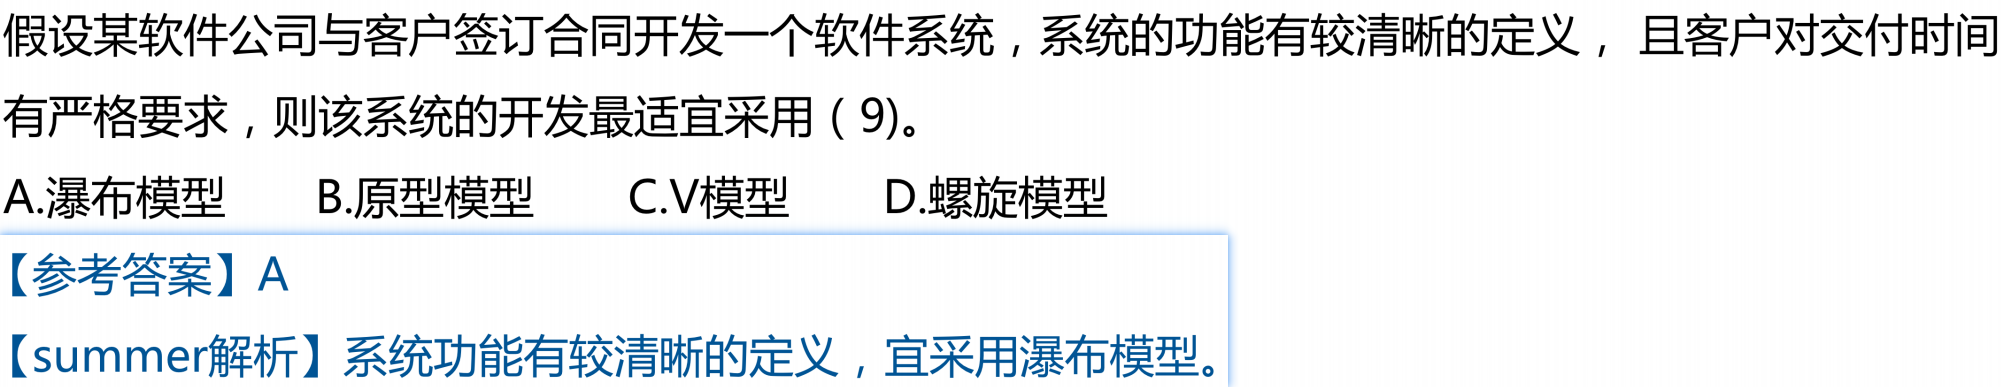 假设某软件公司与客户签订合同开发一个软件系统，系统的功能有较清晰的定义， 且客户对交付时间
有严格要求，则该系统的开发最适宜采用（ 9)。
A.瀑布模型 B.原型模型 C.V模型 D.螺旋模型
【参考答案】A
【summer解析】系统功能有较清晰的定义，宜采用瀑布模型。